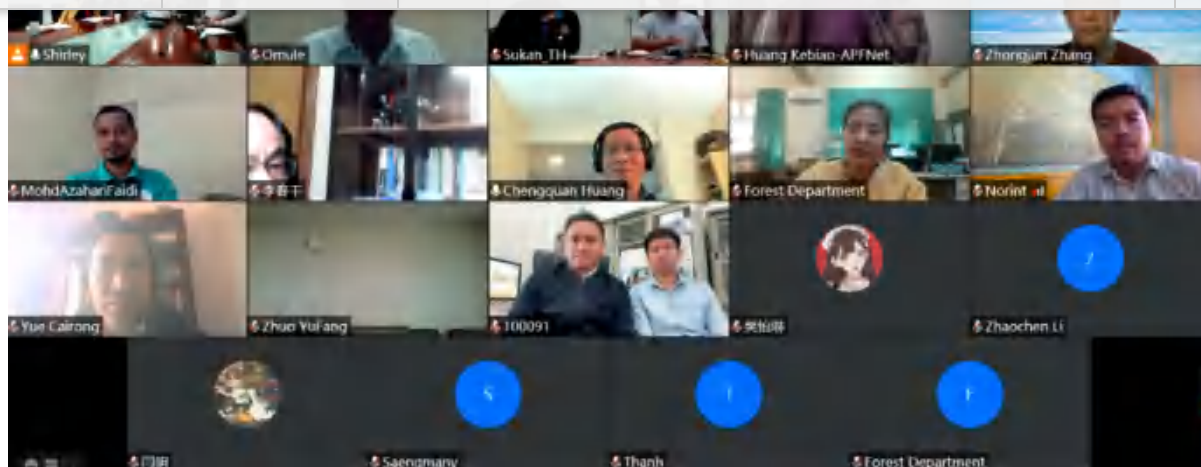 Shirley
Omule
Sukan_TH
Huang Kebiao-APFNet
Zhongjun Zhang
MohdAzahariFaidi
李春干
Chengquan Huang
Forest Department
Norint
Yue Cairong
Zhuo YuFang
100091
Zhaochen Li
S
Saengmany
Thanh
F
Forest Department